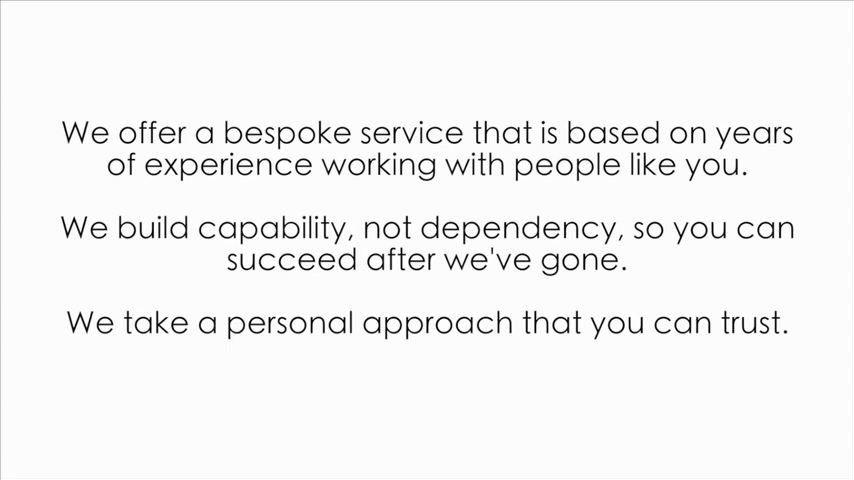 We offer a bespoke service that is based on years
of experience working with people like you.
We build capability, not dependency, so you can
succeed after we've gone.
We take a personal approach that you can trust.